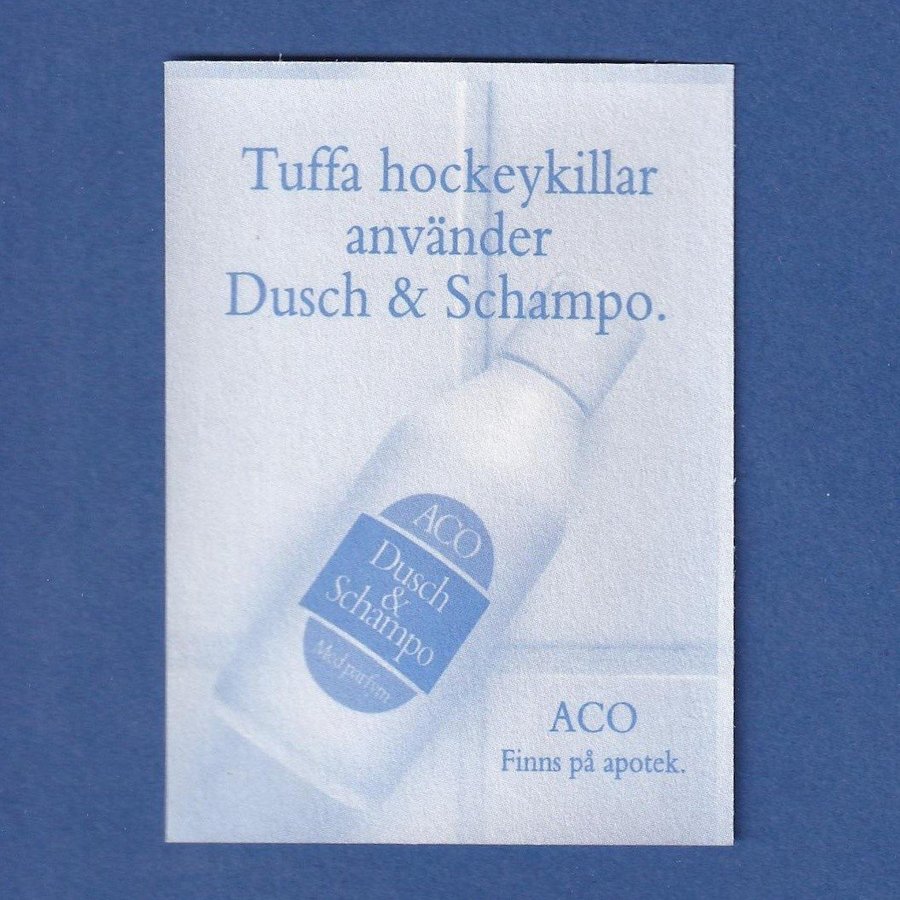 Tuffa hockeykillar
använder
Dusch & Schampo.
ACO
Dusch
&
Schampo
Med parfym
ACO
Finns på apotek.